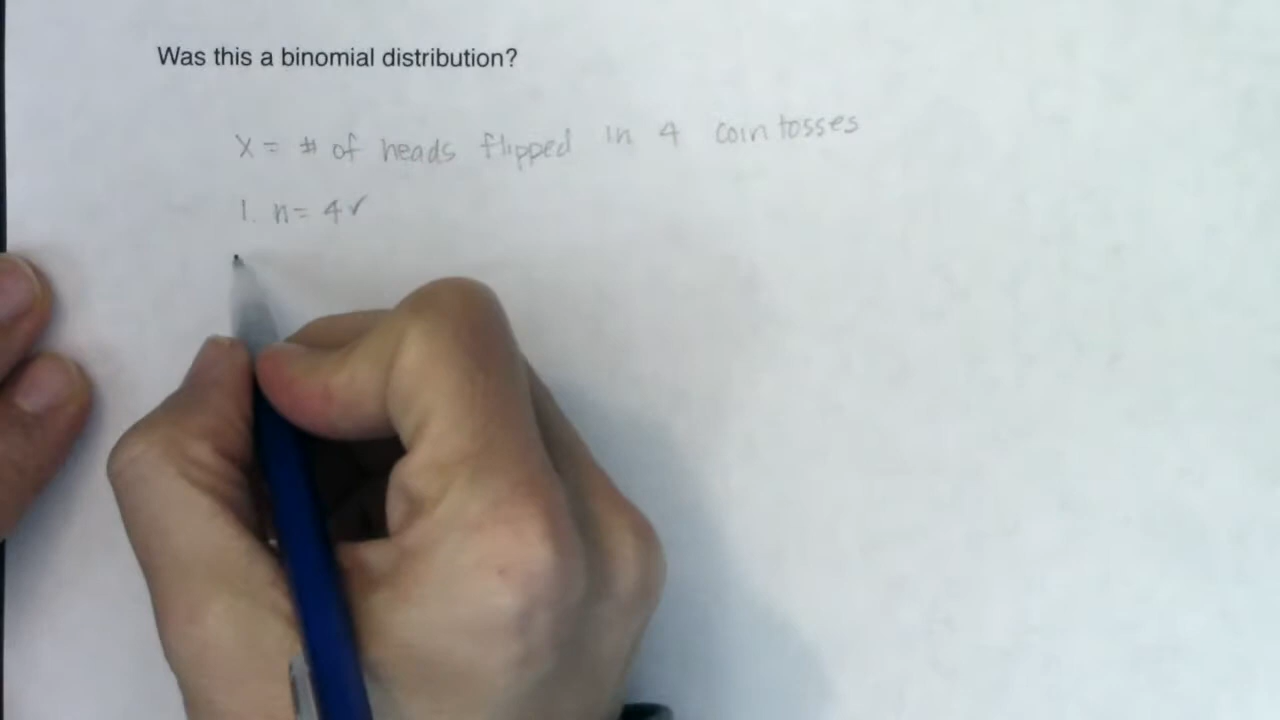 Was this a binomial distribution?
X = # of heads flipped in 4 coin tosses
1. n = 4 ✓